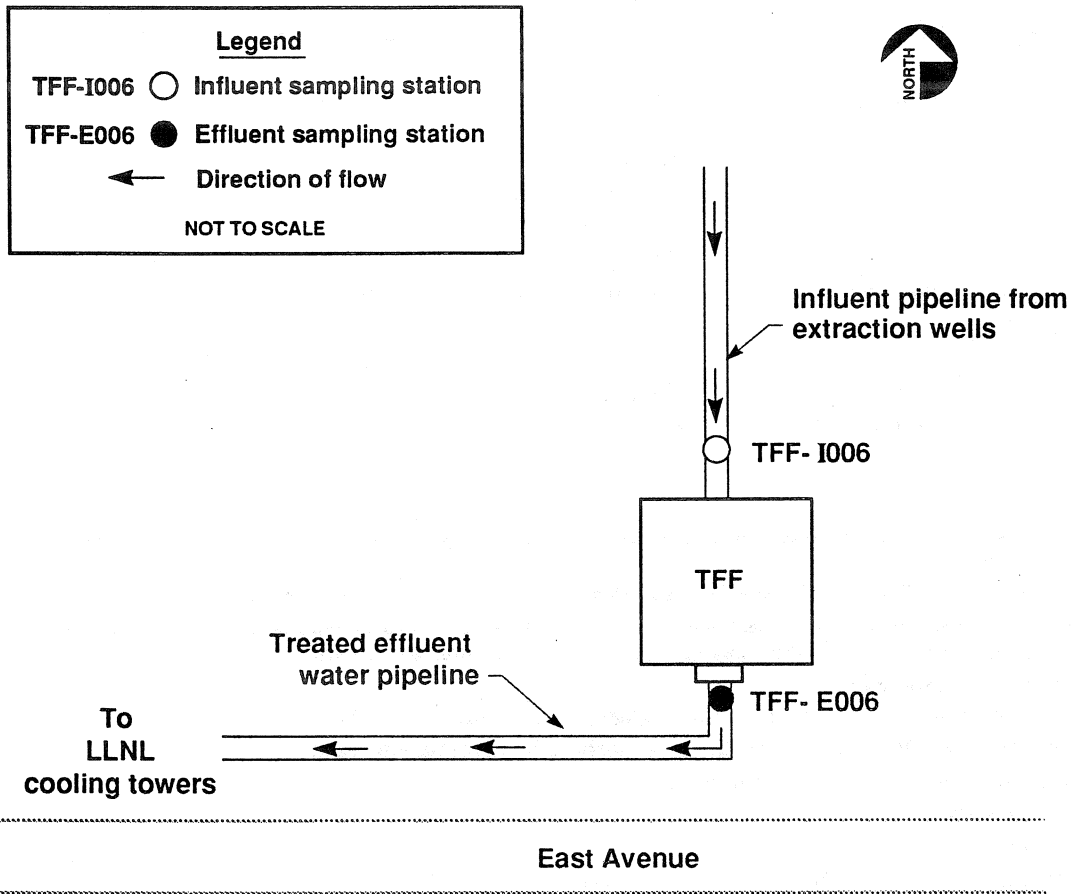 Legend
TFF-I006 Influent sampling station
TFF-E006 Effluent sampling station
Direction of flow
NOT TO SCALE
NORTH
Influent pipeline from
extraction wells
TFF- I006
TFF
Treated effluent
water pipeline
TFF- E006
To
LLNL
cooling towers
East Avenue